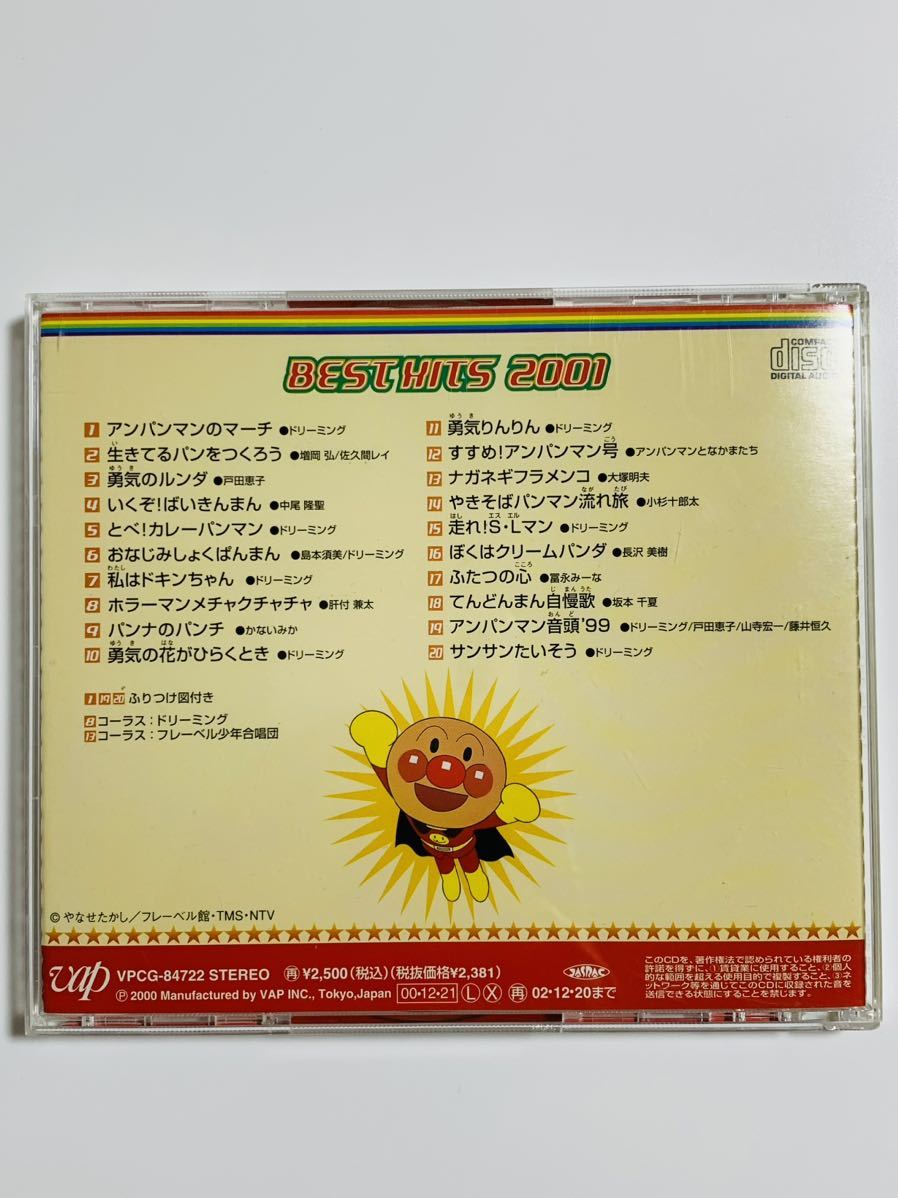 BEST HITS 2001
COMPACT
disc
DIGITAL AUDIO
1 アンパンマンのマーチ ●ドリーミング
2 生きてるパンをつくろう ●増岡 弘/佐久間レイ
3 勇気のルンダ ●戸田恵子
4 いくぞ!ばいきんまん ●中尾 隆聖
5 とべ!カレーパンマン ●ドリーミング
6 おなじみしょくぱんまん ●島本須美/ドリーミング
7 私はドキンちゃん ●ドリーミング
8 ホラーマンメチャクチャチャ ●肝付 兼太
9 パンナのパンチ ●かないみか
10 勇気の花がひらくとき ●ドリーミング
11 勇気りんりん ●ドリーミング
12 すすめ!アンパンマン号 ●アンパンマンとなかまたち
13 ナガネギフラメンコ ●大塚明夫
14 やきそばパンマン流れ旅 ●小杉十郎太
15 走れ!S・Lマン ●ドリーミング
16 ぼくはクリームパンダ ●長沢 美樹
17 ふたつの心 ●冨永みーな
18 てんどんまん自慢歌 ●坂本 千夏
19 アンパンマン音頭'99 ●ドリーミング/戸田恵子/山寺宏一/藤井恒久
20 サンサンたいそう ●ドリーミング
1 19 20 ふりつけ図付き
8 コーラス：ドリーミング
13 コーラス：フレーベル少年合唱団
© やなせたかし／フレーベル館・TMS・NTV
vap VPCG-84722 STEREO 再 ¥2,500(税込)(税抜価格¥2,381)
Ⓟ 2000 Manufactured by VAP INC., Tokyo,Japan 00・12・21 Ⓛ Ⓧ 再 02・12・20まで
JASRAC
このCDを、著作権法で認められている権利者の
許諾を得ずに、①賃貸業に使用すること、②個人
的な範囲を超える使用目的で複製すること、③ネ
ットワーク等を通じてこのCDに収録された音を
送信できる状態にすることを禁じます。